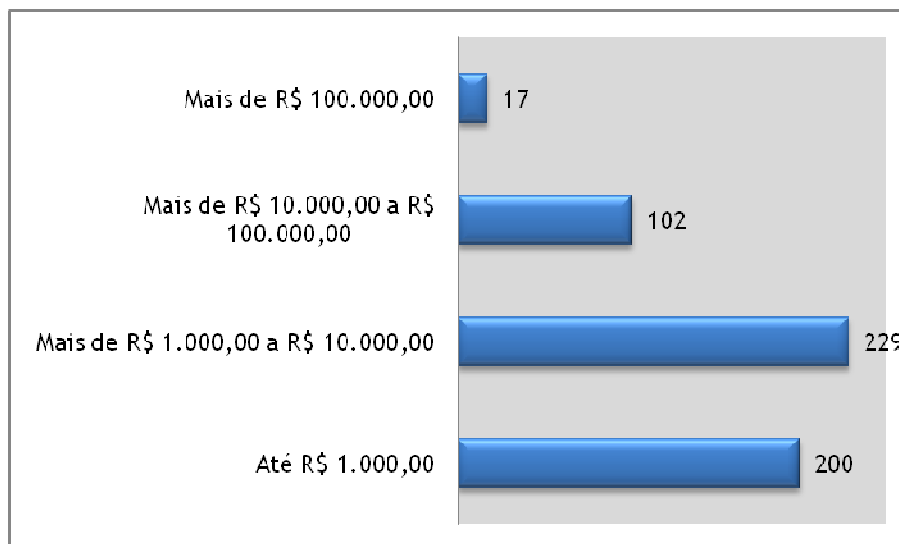 Mais de R$ 100.000,00
17
Mais de R$ 10.000,00 a R$
100.000,00
102
Mais de R$ 1.000,00 a R$ 10.000,00
229
Até R$ 1.000,00
200